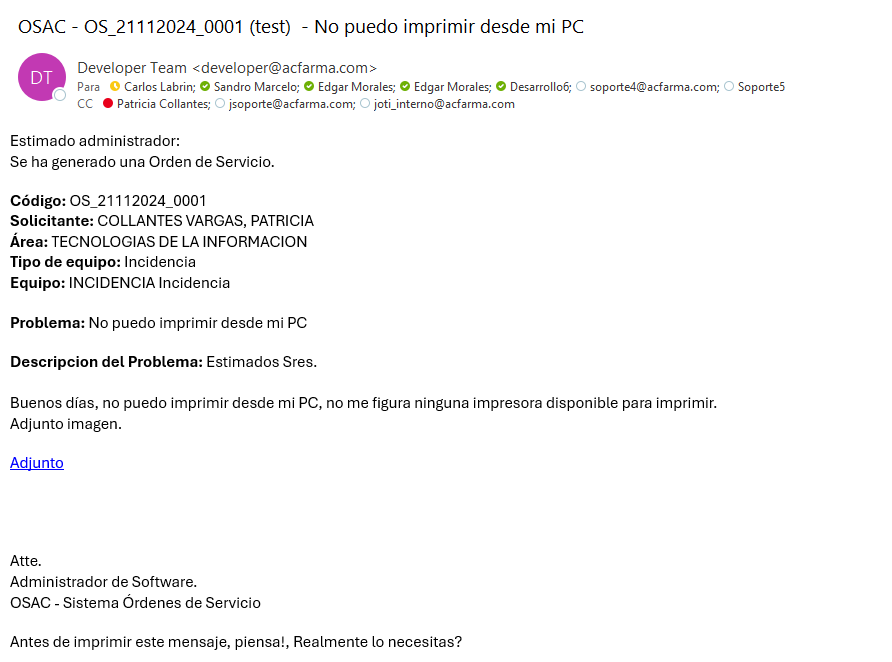 OSAC - OS_21112024_0001 (test)  - No puedo imprimir desde mi PC
DT
Developer Team <developer@acfarma.com>
Para Carlos Labrin; Sandro Marcelo; Edgar Morales; Edgar Morales; Desarrollo6; soporte4@acfarma.com; Soporte5
CC Patricia Collantes; jsoporte@acfarma.com; joti_interno@acfarma.com
Estimado administrador:
Se ha generado una Orden de Servicio.
Código: OS_21112024_0001
Solicitante: COLLANTES VARGAS, PATRICIA
Área: TECNOLOGIAS DE LA INFORMACION
Tipo de equipo: Incidencia
Equipo: INCIDENCIA Incidencia
Problema: No puedo imprimir desde mi PC
Descripcion del Problema: Estimados Sres.
Buenos días, no puedo imprimir desde mi PC, no me figura ninguna impresora disponible para imprimir.
Adjunto imagen.
Adjunto
Atte.
Administrador de Software.
OSAC - Sistema Órdenes de Servicio
Antes de imprimir este mensaje, piensa!, Realmente lo necesitas?